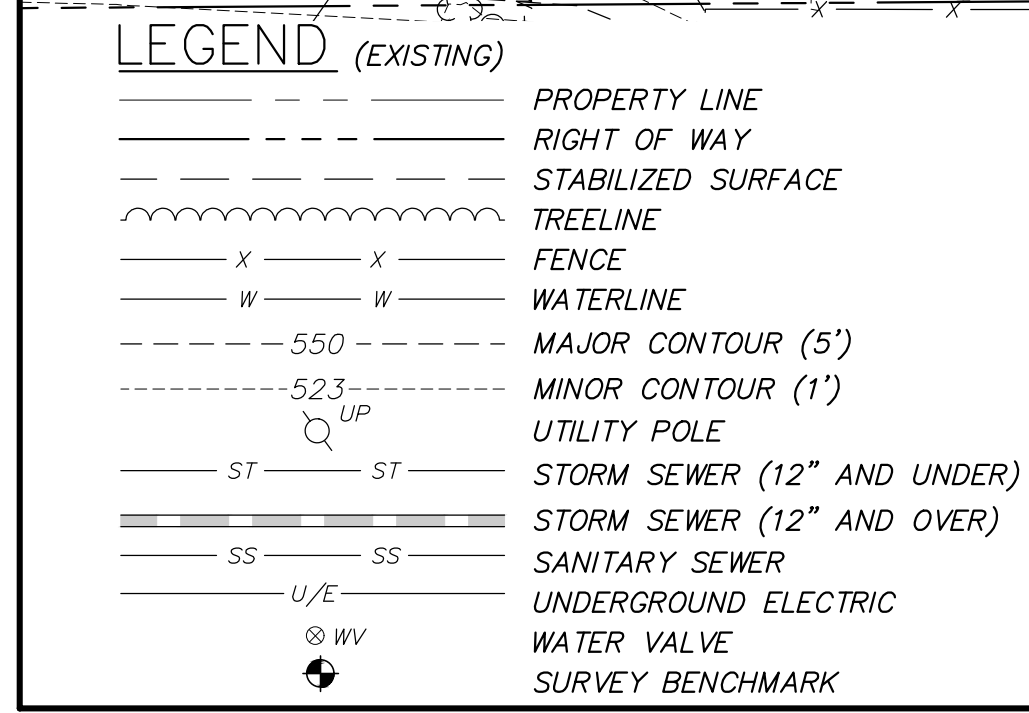 X X
LEGEND (EXISTING)
PROPERTY LINE
RIGHT OF WAY
STABILIZED SURFACE
TREELINE
X X FENCE
W W WATERLINE
550 MAJOR CONTOUR (5')
523 MINOR CONTOUR (1')
UP UTILITY POLE
ST ST STORM SEWER (12" AND UNDER)
STORM SEWER (12" AND OVER)
SS SS SANITARY SEWER
U/E UNDERGROUND ELECTRIC
WV WATER VALVE
SURVEY BENCHMARK